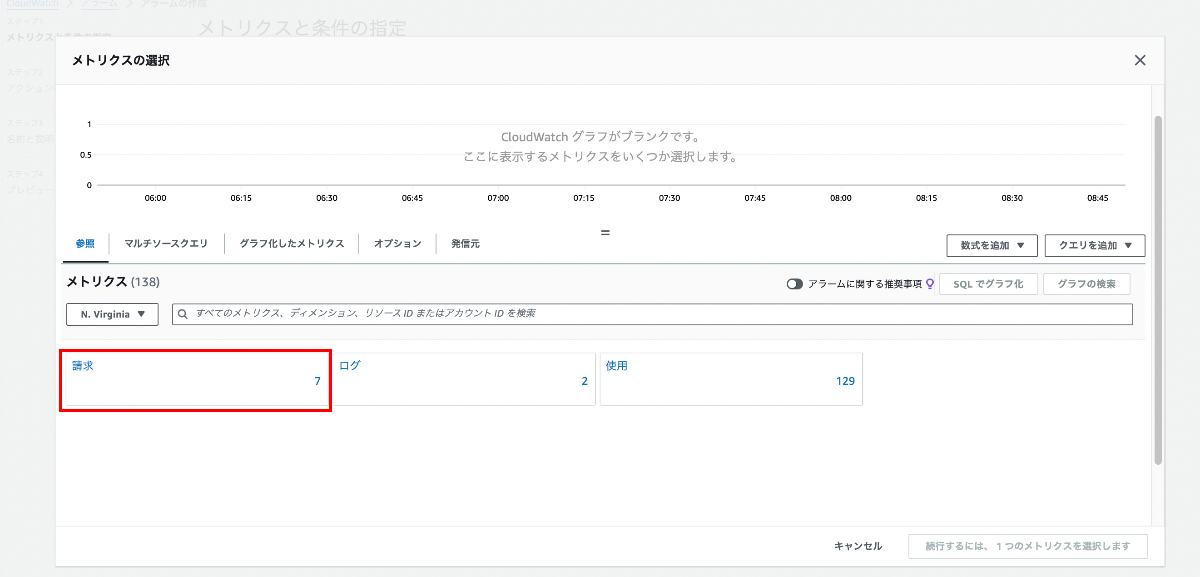 CloudWatch > アラーム > アラームの作成
ステップ1
メトリクスと条件の指定
メトリクスと条件の指定
ステップ2
アクション
ステップ3
名前と説明
ステップ4
プレビュー
メトリクスの選択
1
0.5
0
CloudWatch グラフがブランクです。
ここに表示するメトリクスをいくつか選択します。
06:00 06:15 06:30 06:45 07:00 07:15 07:30 07:45 08:00 08:15 08:30 08:45
参照 マルチソースクエリ グラフ化したメトリクス オプション 発信元 数式を追加 クエリを追加
メトリクス (138) アラームに関する推奨事項 SQL でグラフ化 グラフの検索
N. Virginia すべてのメトリクス、ディメンション、リソース ID またはアカウント ID を検索
請求 7
ログ 2
使用 129
キャンセル 続行するには、 1 つのメトリクスを選択します